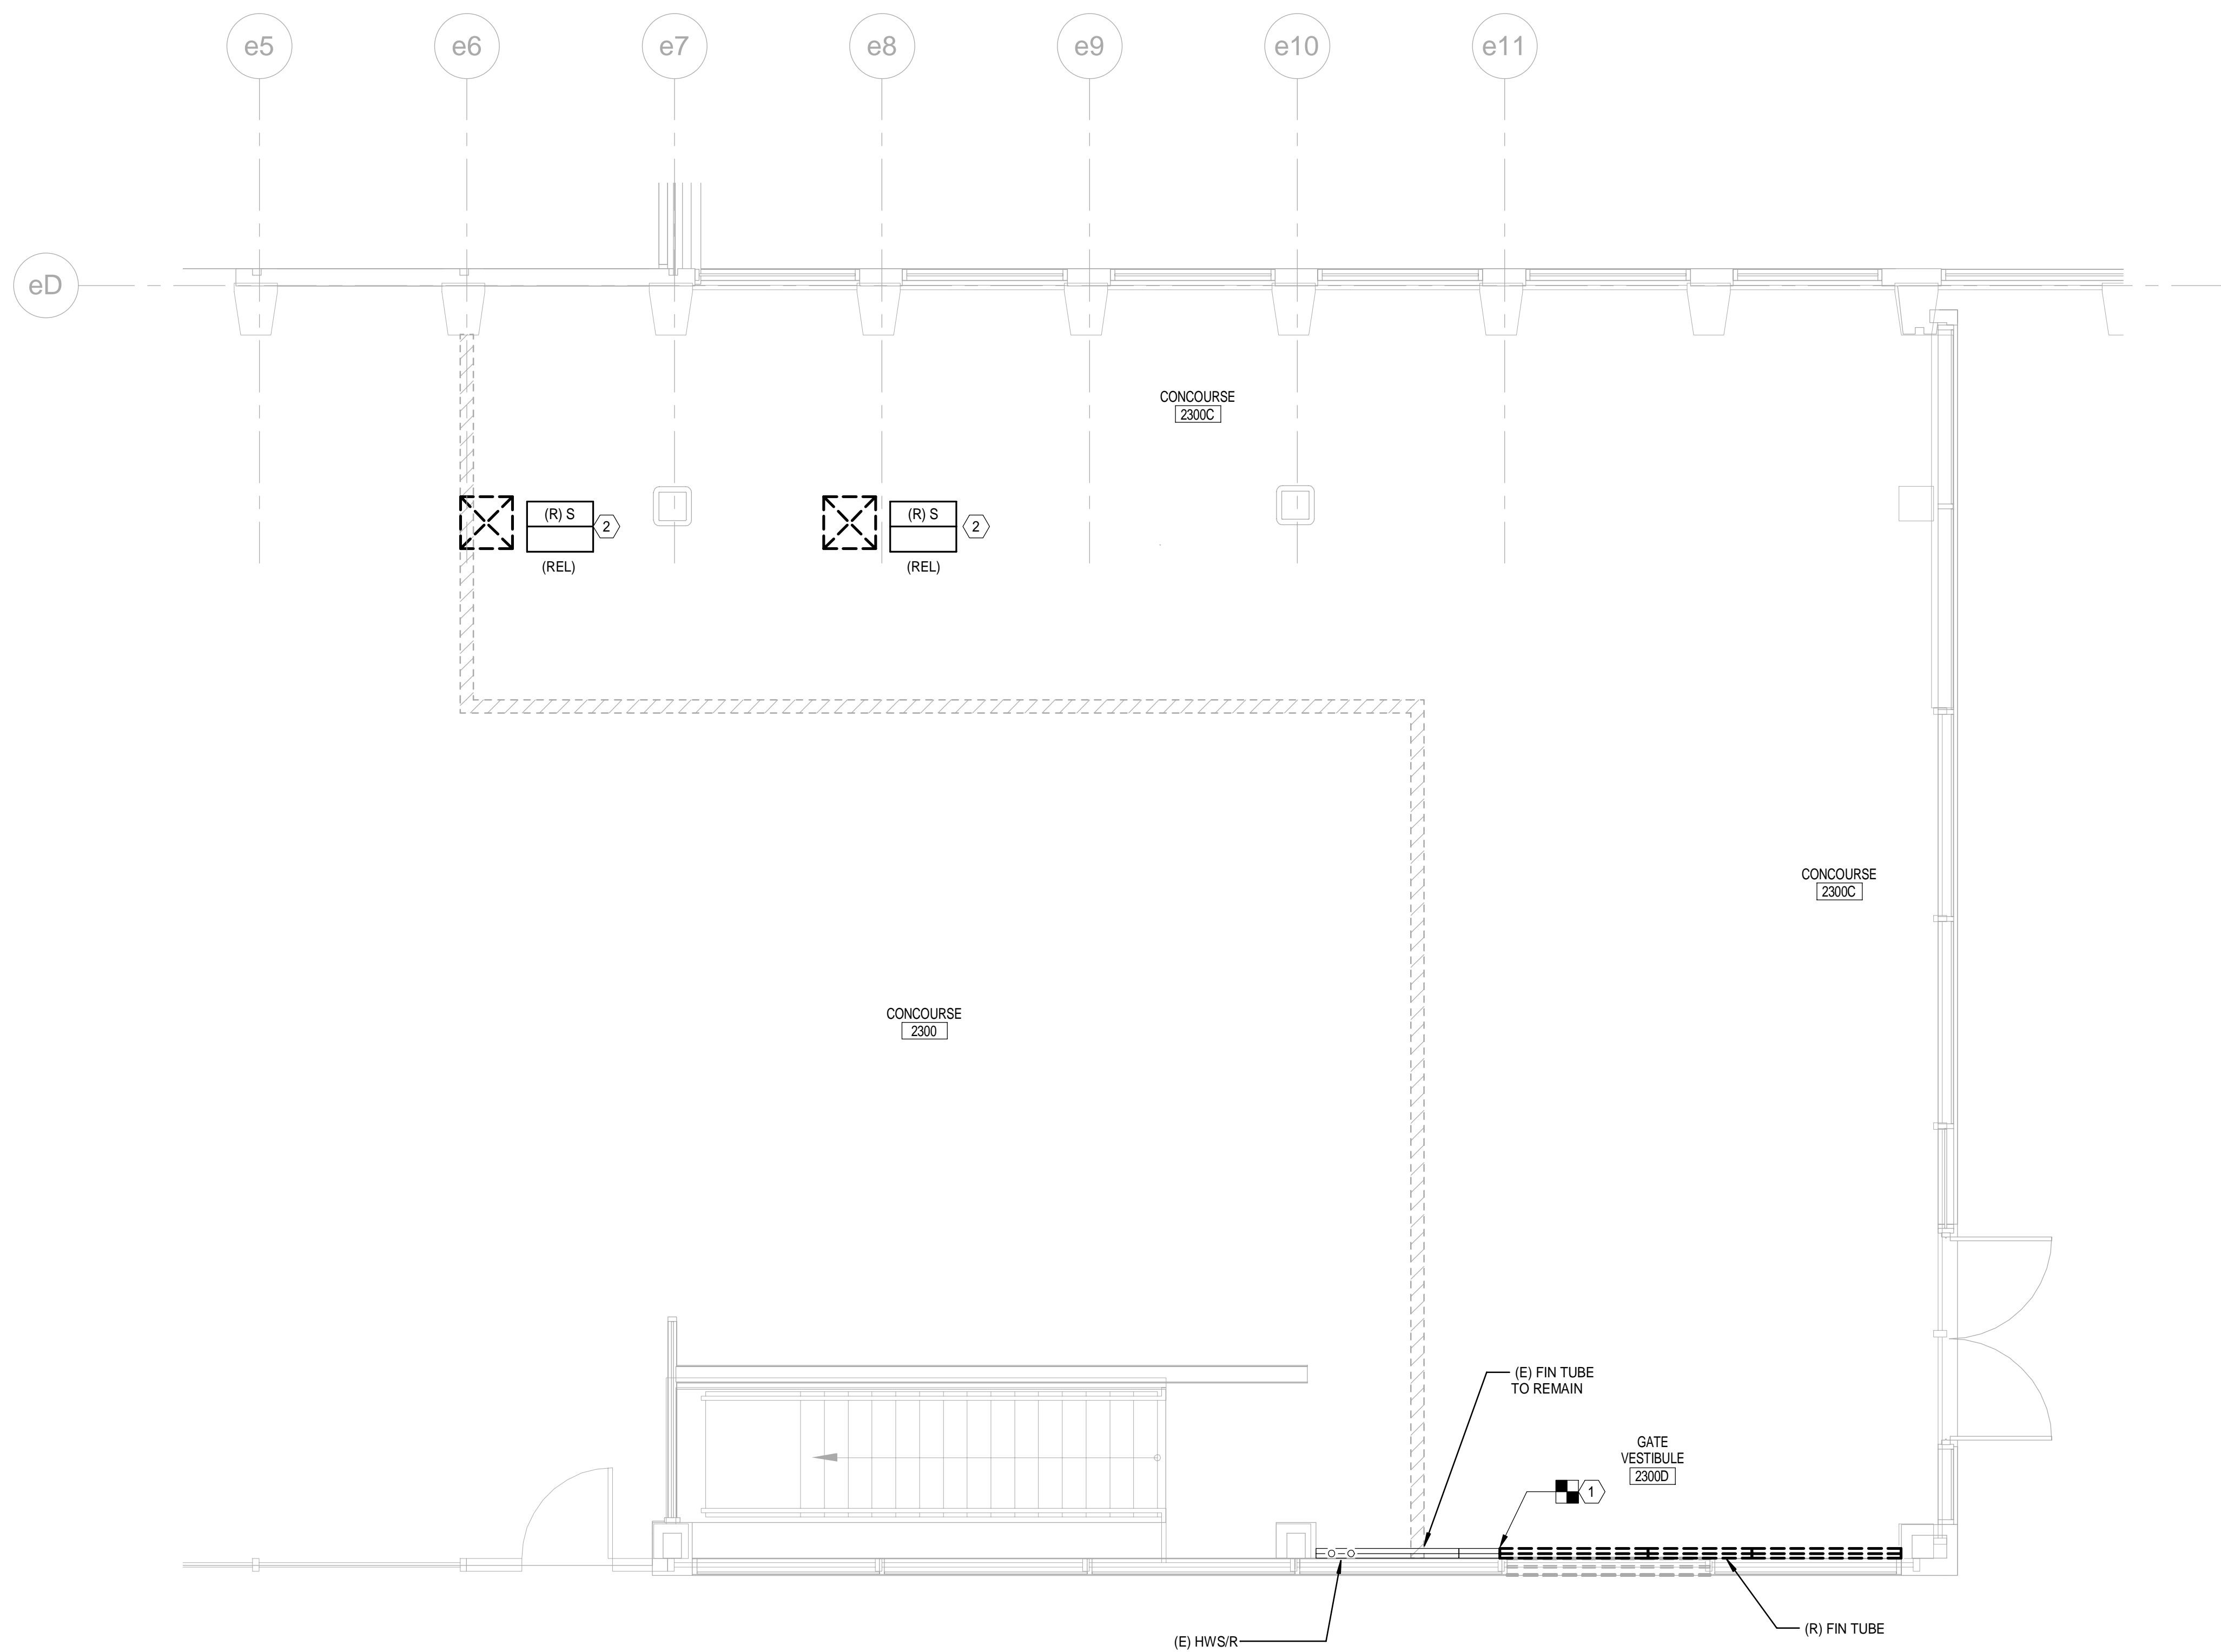 e5
e6
e7
e8
e9
e10
e11
eD
CONCOURSE
2300C
(R) S
2
(REL)
(R) S
2
(REL)
CONCOURSE
2300C
CONCOURSE
2300
(E) FIN TUBE
TO REMAIN
GATE
VESTIBULE
2300D
1
(R) FIN TUBE
(E) HWS/R